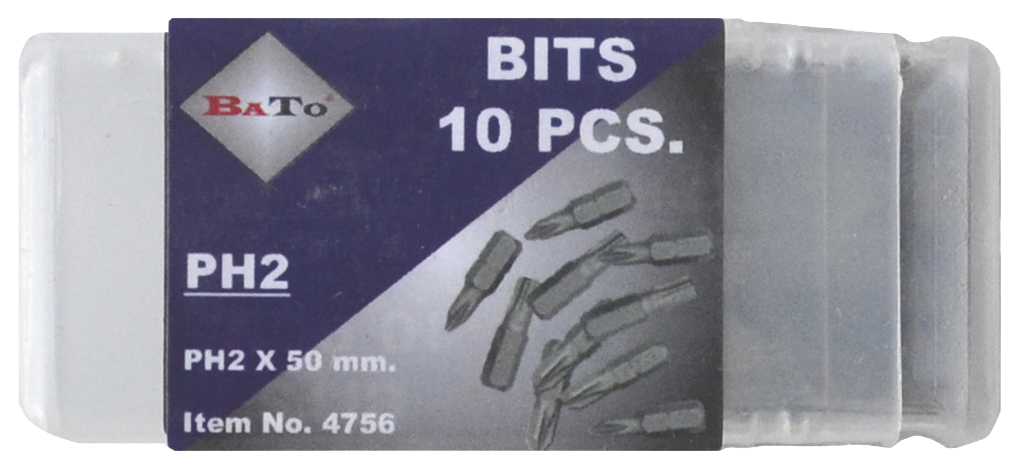 BATO
BITS
10 PCS.
PH2
PH2 X 50 mm.
Item No. 4756